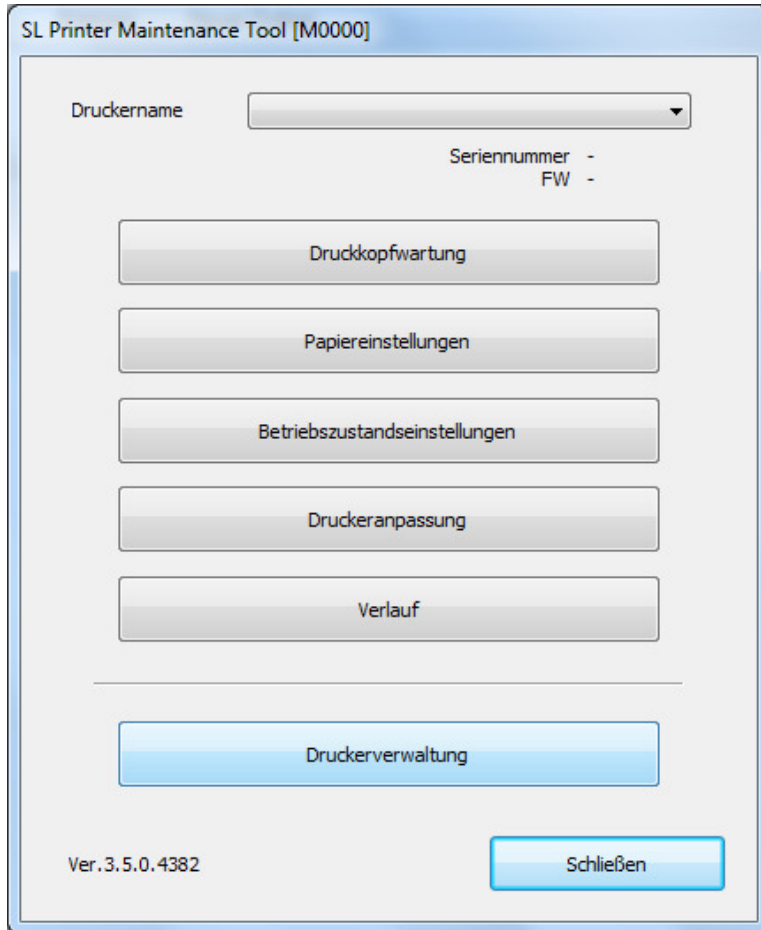 SL Printer Maintenance Tool [M0000]
Druckername
Seriennummer -
FW -
Druckkopfwartung
Papiereinstellungen
Betriebszustandseinstellungen
Druckeranpassung
Verlauf
Druckerverwaltung
Ver.3.5.0.4382
Schließen